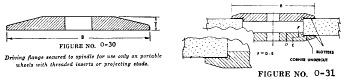 B
FIGURE NO. 0-30
Driving flange secured to spindle for use only on portable
wheels with threaded inserts or projecting studs.
BLOTTERS
CORNER UNDERCUT
FIGURE NO. 0-31